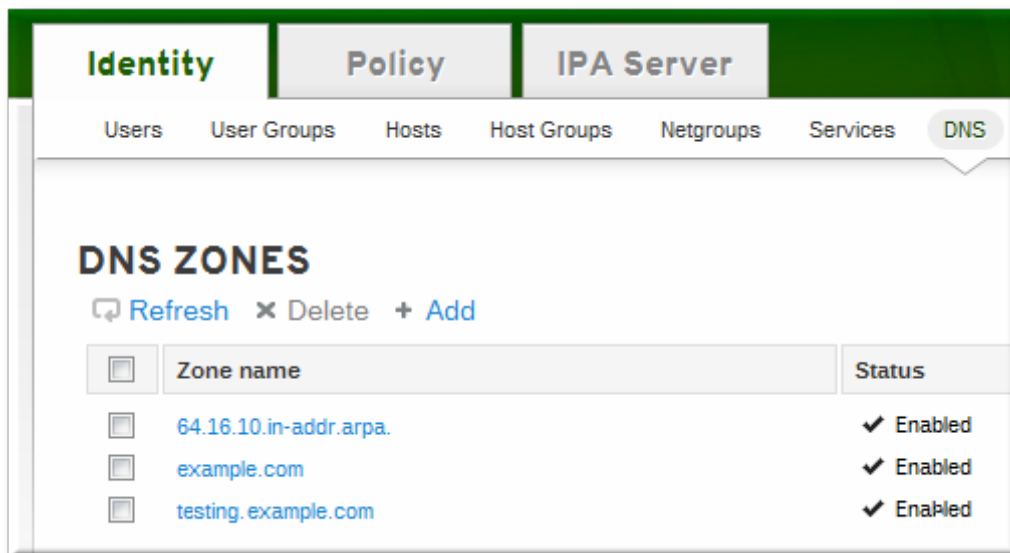 Identity Policy IPA Server
Users User Groups Hosts Host Groups Netgroups Services DNS
DNS ZONES
Refresh Delete + Add
Zone name Status
64.16.10.in-addr.arpa. Enabled
example.com Enabled
testing.example.com Enabled